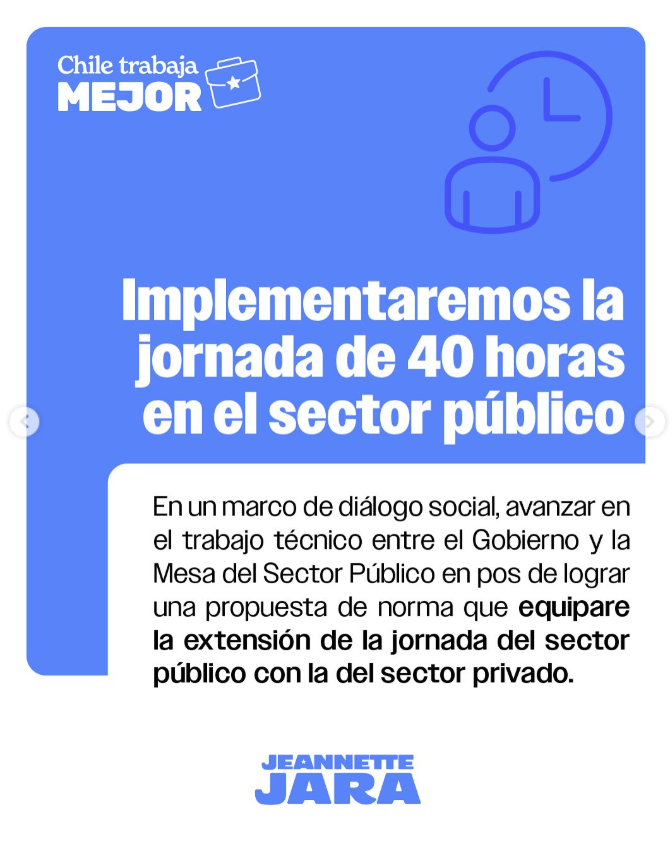 Chile trabaja
MEJOR
Implementaremos la
jornada de 40 horas
en el sector público
En un marco de diálogo social, avanzar en
el trabajo técnico entre el Gobierno y la
Mesa del Sector Público en pos de lograr
una propuesta de norma que equipare
la extensión de la jornada del sector
público con la del sector privado.
JEANNETTE
JARA